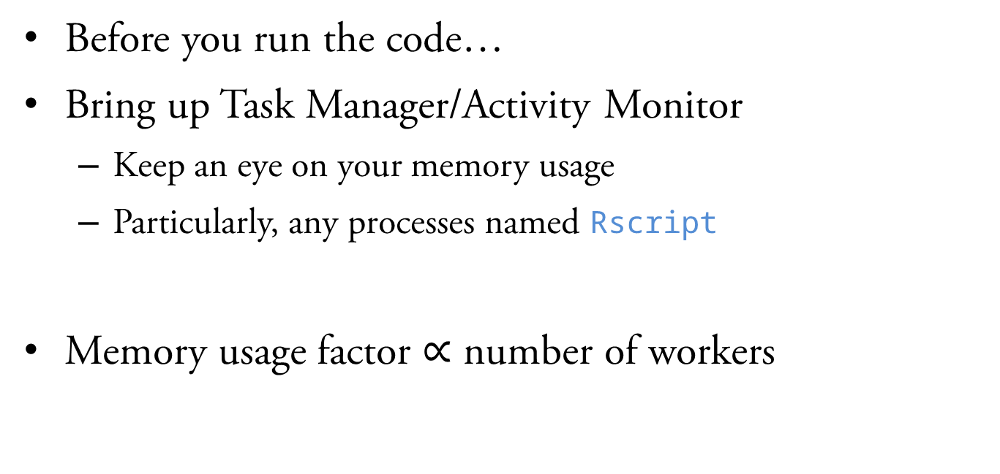 • Before you run the code…
• Bring up Task Manager/Activity Monitor
– Keep an eye on your memory usage
– Particularly, any processes named Rscript
• Memory usage factor ∝ number of workers